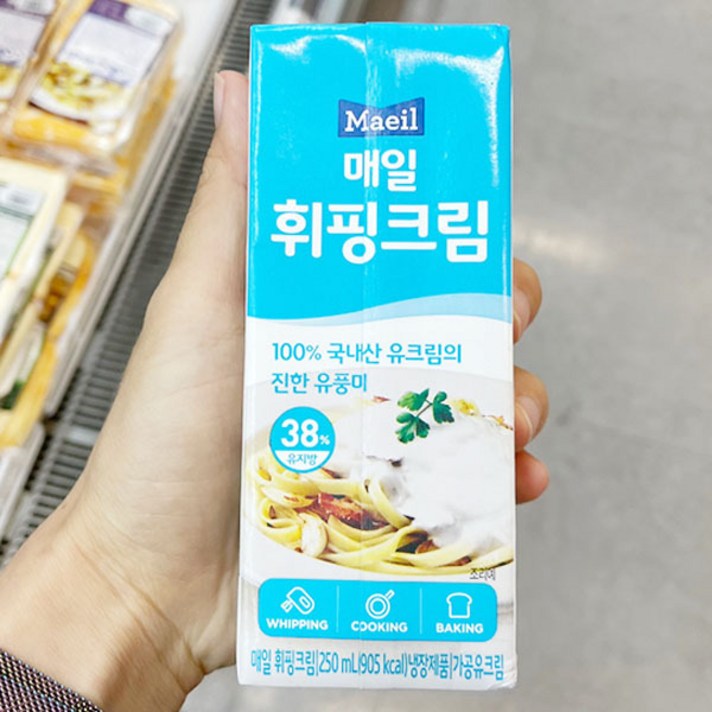 Maeil
매일
휘핑크림
100% 국내산 유크림의
진한 유풍미
38%
유지방
조리예
WHIPPING
COOKING
BAKING
매일 휘핑크림|250 mL(905 kcal)|냉장제품|가공유크림